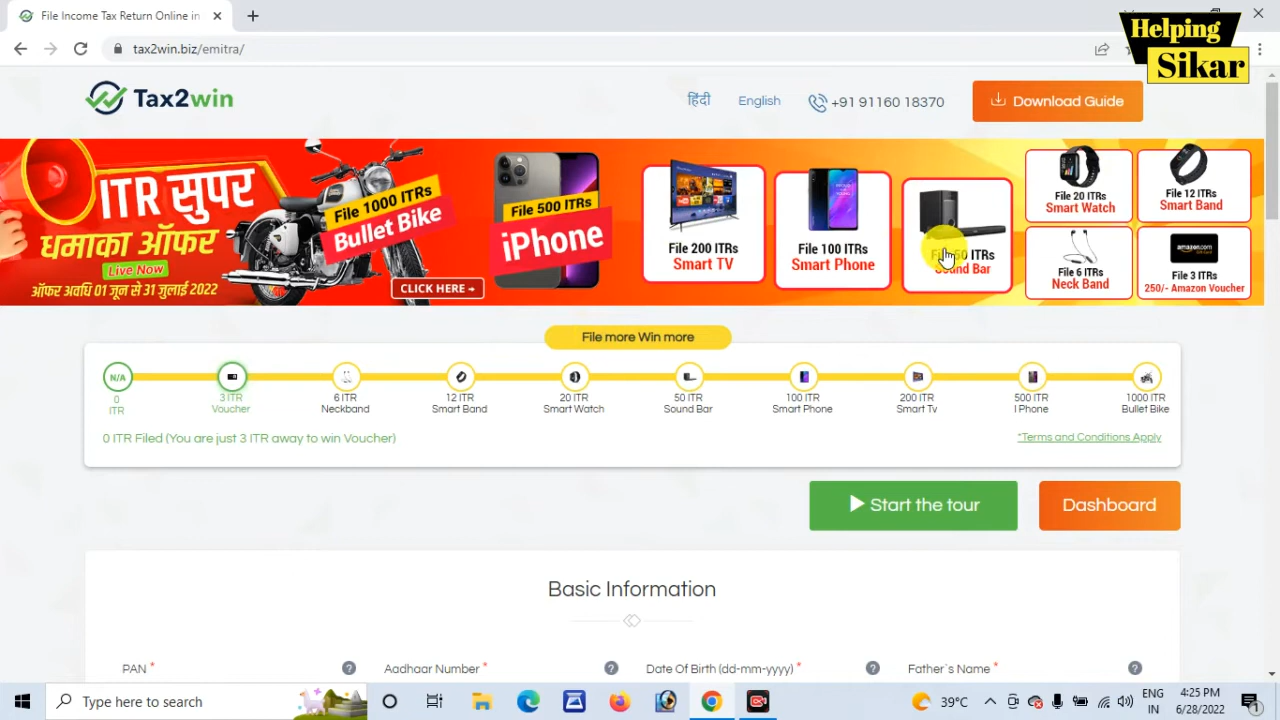 File Income Tax Return Online in
Helping
Sikar
tax2win.biz/emitra/
Tax2win
हिंदी
English
+91 91160 18370
Download Guide
ITR सुपर
धमाका ऑफर
Live Now
ऑफर अवधि 01 जून से 31 जुलाई 2022
File 1000 ITRs
Bullet Bike
CLICK HERE
File 500 ITRs
iPhone
File 200 ITRs
Smart TV
File 100 ITRs
Smart Phone
ITRs
Sound Bar
File 20 ITRs
Smart Watch
File 12 ITRs
Smart Band
File 6 ITRs
Neck Band
amazon.com
File 3 ITRs
250/- Amazon Voucher
File more Win more
N/A
0
ITR
3 ITR
Voucher
6 ITR
Neckband
12 ITR
Smart Band
20 ITR
Smart Watch
50 ITR
Sound Bar
100 ITR
Smart Phone
200 ITR
Smart Tv
500 ITR
I Phone
1000 ITR
Bullet Bike
0 ITR Filed (You are just 3 ITR away to win Voucher)
*Terms and Conditions Apply
Start the tour
Dashboard
Basic Information
PAN *
Aadhaar Number *
Date Of Birth (dd-mm-yyyy) *
Father`s Name *
Type here to search
39°C
ENG
IN
4:25 PM
6/28/2022